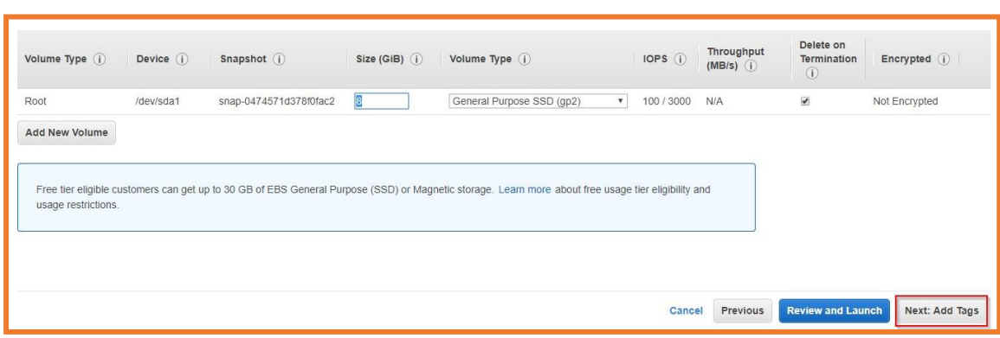 Volume Type Device Snapshot Size (GiB) Volume Type IOPS Throughput (MB/s) Delete on Termination Encrypted
Root /dev/sda1 snap-0474571d378f0fac2 8 General Purpose SSD (gp2) 100 / 3000 N/A Not Encrypted
Add New Volume
Free tier eligible customers can get up to 30 GB of EBS General Purpose (SSD) or Magnetic storage. Learn more about free usage tier eligibility and
usage restrictions.
Cancel Previous Review and Launch Next: Add Tags